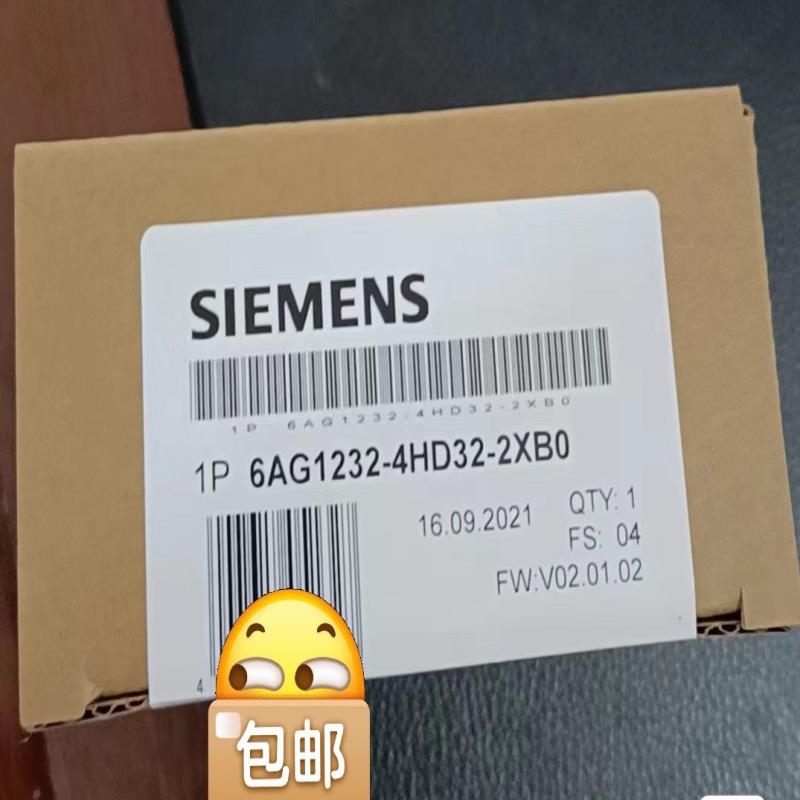 SIEMENS
1P 6AG1232-4HD32-2XB0
1P 6AG1232-4HD32-2XB0
16.09.2021
QTY: 1
FS: 04
FW:V02.01.02
4
包邮